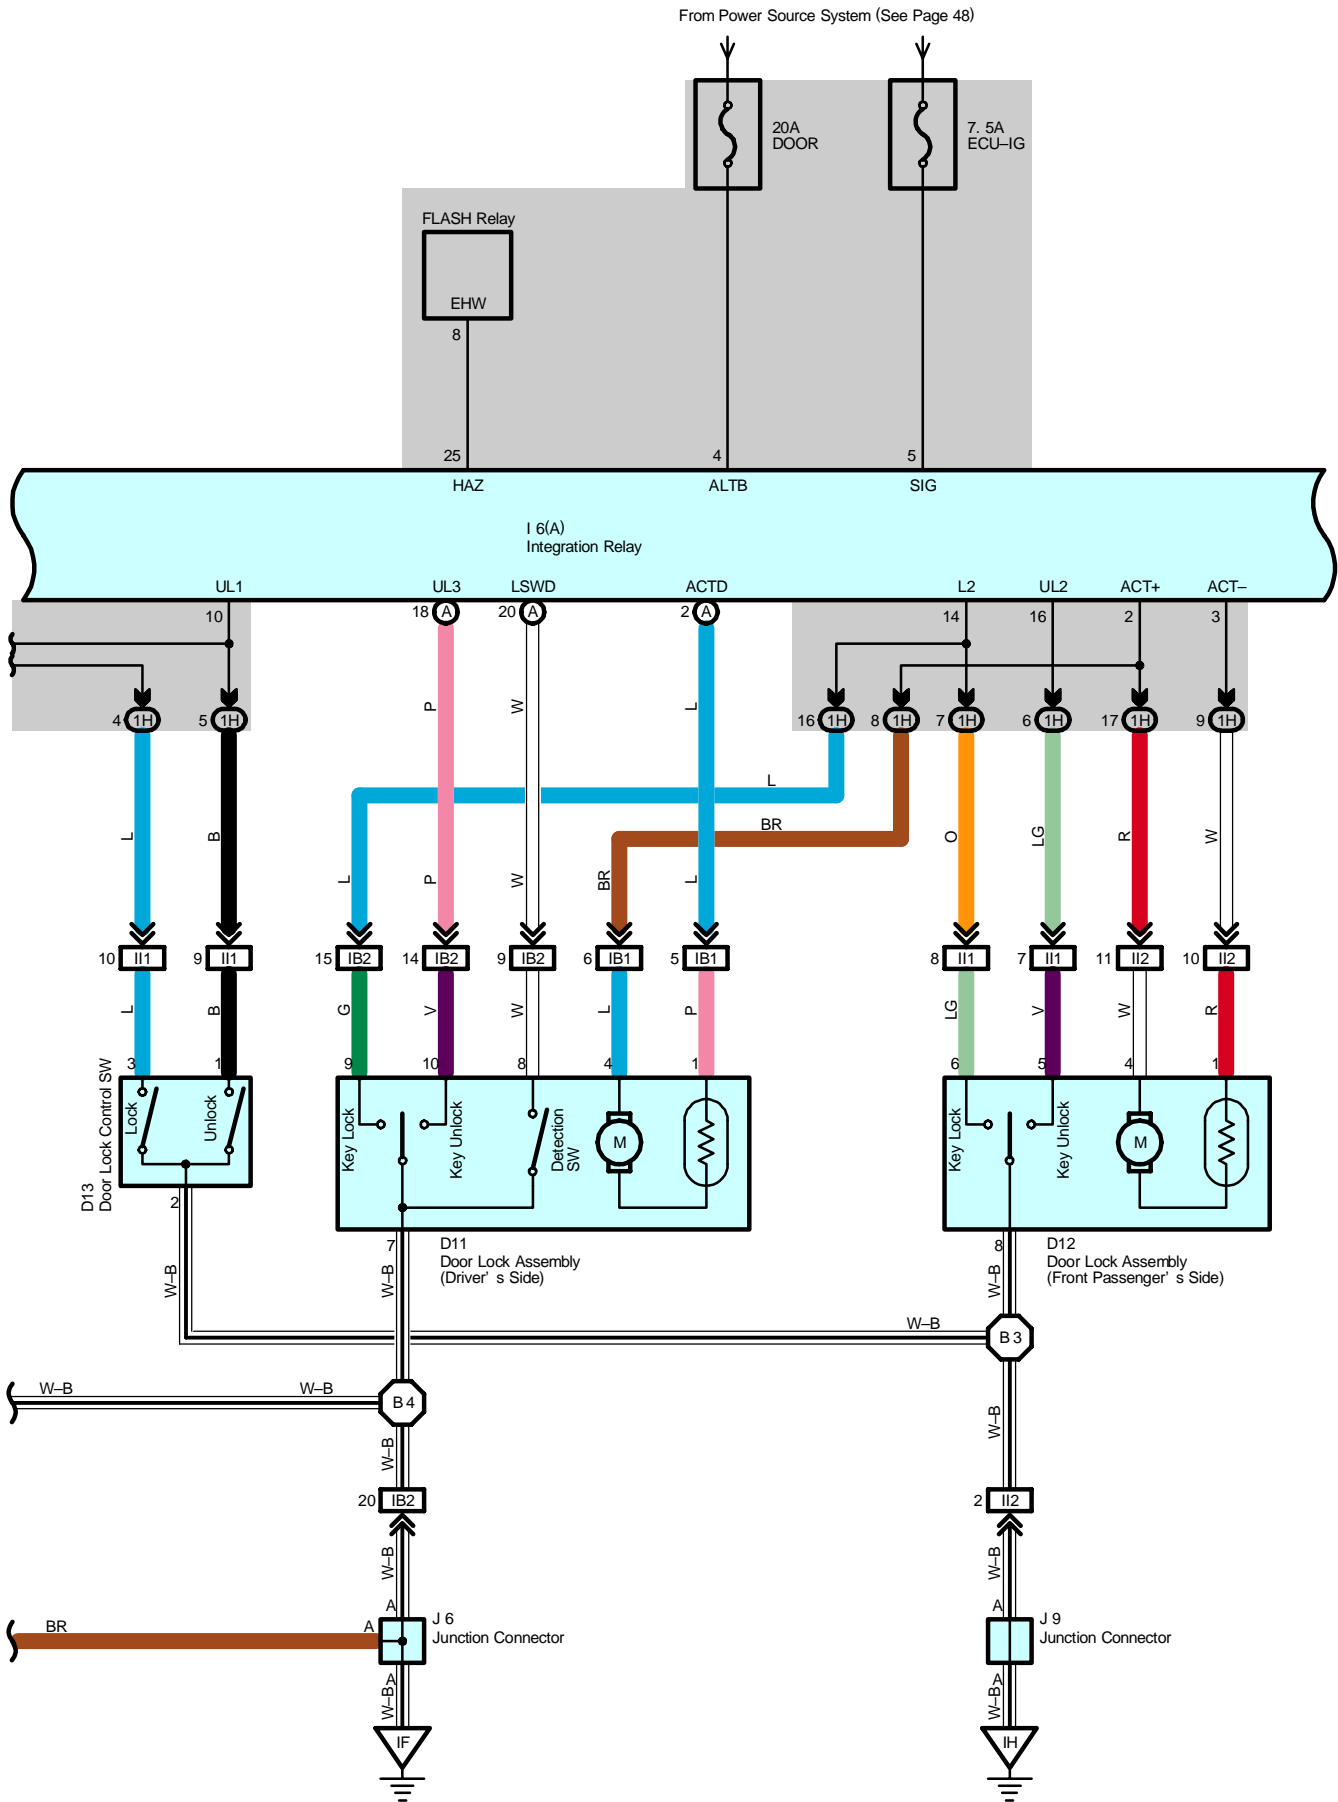 From Power Source System (See Page 48)
20A
DOOR
7. 5A
ECU–IG
FLASH Relay
EHW
8
25
4
5
HAZ
ALTB
SIG
I 6(A)
Integration Relay
UL1
UL3
LSWD
ACTD
L2
UL2
ACT+
ACT–
10
18 A
20 A
2 A
14
16
2
3
4 1H
5 1H
16 1H
8 1H
7 1H
6 1H
17 1H
9 1H
P
W
L
L
BR
L
B
L
P
W
BR
L
O
LG
R
W
10 II1
9 II1
15 IB2
14 IB2
9 IB2
6 IB1
5 IB1
8 II1
7 II1
11 II2
10 II2
L
B
G
V
W
L
P
LG
V
W
R
3
1
9
10
8
4
1
6
5
4
1
Lock
Unlock
Key Lock
Key Unlock
Detection
SW
M
Key Lock
Key Unlock
M
D13
Door Lock Control SW
2
7
D11
Door Lock Assembly
(Driver' s Side)
8
D12
Door Lock Assembly
(Front Passenger' s Side)
W–B
W–B
W–B
W–B
B 3
W–B
W–B
B 4
W–B
W–B
20 IB2
2 II2
W–B
W–B
A
J 6
Junction Connector
A
J 9
Junction Connector
BR
A
A
W–B
A
W–B
IF
IH